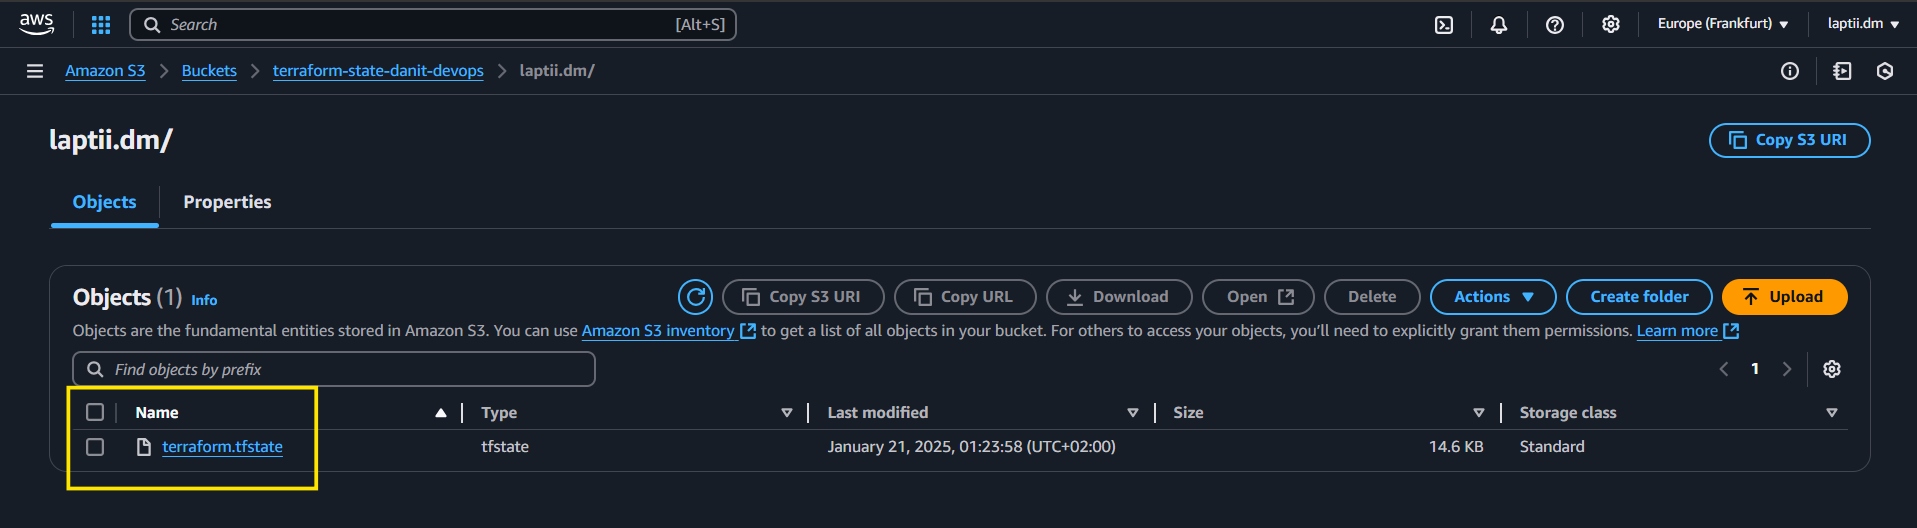 aws Search [Alt+S] Europe (Frankfurt) laptii.dm
Amazon S3 Buckets terraform-state-danit-devops laptii.dm/
laptii.dm/ Copy S3 URI
Objects Properties
Objects (1) Info Copy S3 URI Copy URL Download Open Delete Actions Create folder Upload
Objects are the fundamental entities stored in Amazon S3. You can use Amazon S3 inventory to get a list of all objects in your bucket. For others to access your objects, you'll need to explicitly grant them permissions. Learn more
Find objects by prefix 1
Name Type Last modified Size Storage class
terraform.tfstate tfstate January 21, 2025, 01:23:58 (UTC+02:00) 14.6 KB Standard